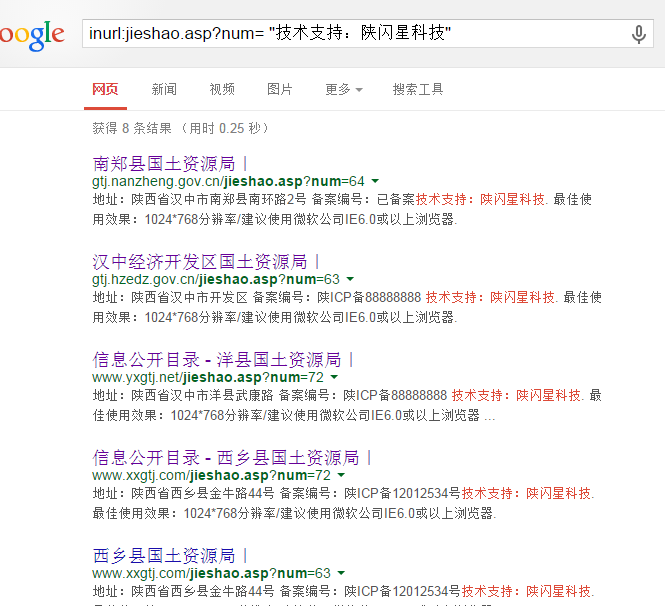 oogle
inurl:jieshao.asp?num= "技术支持：陕闪星科技"
网页 新闻 视频 图片 更多 搜索工具
获得 8 条结果 （用时 0.25 秒）
南郑县国土资源局 |
gtj.nanzheng.gov.cn/jieshao.asp?num=64
地址：陕西省汉中市南郑县南环路2号 备案编号：已备案技术支持：陕闪星科技. 最佳使
用效果：1024*768分辨率/建议使用微软公司IE6.0或以上浏览器.
汉中经济开发区国土资源局 |
gtj.hzedz.gov.cn/jieshao.asp?num=63
地址：陕西省汉中市开发区 备案编号：陕ICP备88888888 技术支持：陕闪星科技. 最佳使
用效果：1024*768分辨率/建议使用微软公司IE6.0或以上浏览器.
信息公开目录 - 洋县国土资源局 |
www.yxgtj.net/jieshao.asp?num=72
地址：陕西省汉中市洋县武康路 备案编号：陕ICP备88888888 技术支持：陕闪星科技. 最
佳使用效果：1024*768分辨率/建议使用微软公司IE6.0或以上浏览器 ...
信息公开目录 - 西乡县国土资源局 |
www.xxgtj.com/jieshao.asp?num=72
地址：陕西省西乡县金牛路44号 备案编号：陕ICP备12012534号技术支持：陕闪星科技.
最佳使用效果：1024*768分辨率/建议使用微软公司IE6.0或以上浏览器.
西乡县国土资源局 |
www.xxgtj.com/jieshao.asp?num=63
地址：陕西省西乡县金牛路44号 备案编号：陕ICP备12012534号技术支持：陕闪星科技.